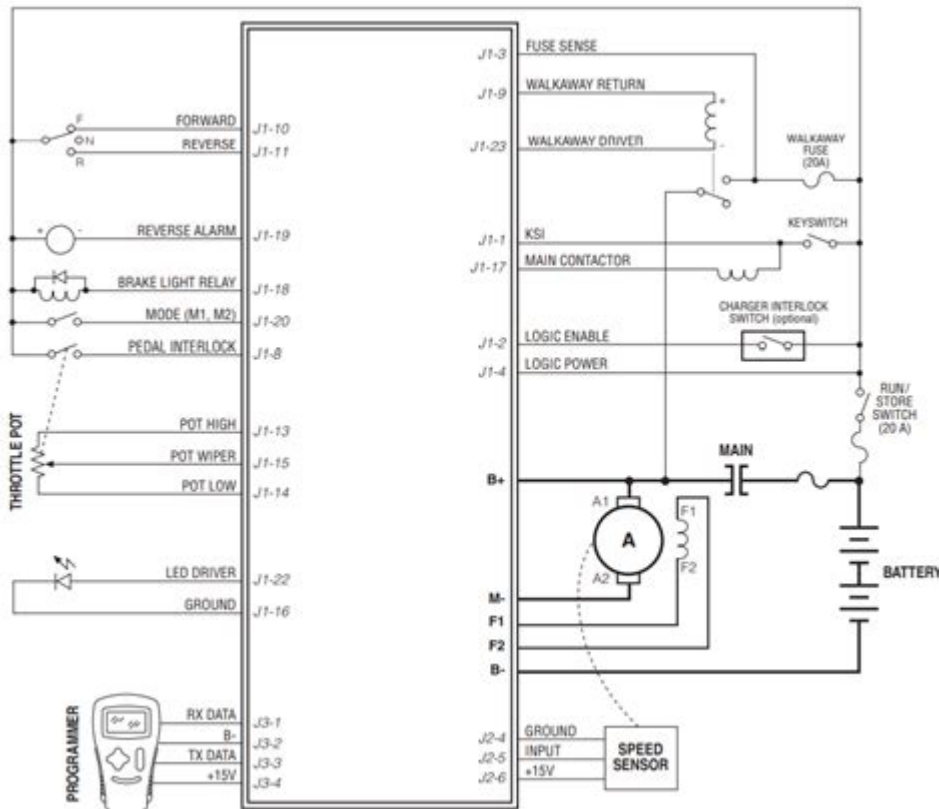 J1-3 FUSE SENSE
J1-9 WALKAWAY RETURN
+
J1-23 WALKAWAY DRIVER
-
WALKAWAY
FUSE
(20A)
F
FORWARD J1-10
N
REVERSE J1-11
R
+ - REVERSE ALARM J1-19
J1-1 KSI
KEYSWITCH
J1-17 MAIN CONTACTOR
BRAKE LIGHT RELAY J1-18
MODE (M1, M2) J1-20
PEDAL INTERLOCK J1-8
CHARGER INTERLOCK
SWITCH (optional)
J1-2 LOGIC ENABLE
J1-4 LOGIC POWER
RUN/
STORE
SWITCH
(20 A)
THROTTLE POT
POT HIGH J1-13
POT WIPER J1-15
POT LOW J1-14
MAIN
B+
A1
A
A2
F1
F2
BATTERY
LED DRIVER J1-22
GROUND J1-16
M-
F1
F2
B-
PROGRAMMER
RX DATA J3-1
B- J3-2
TX DATA J3-3
+15V J3-4
J2-4 GROUND
J2-5 INPUT
J2-6 +15V
SPEED
SENSOR